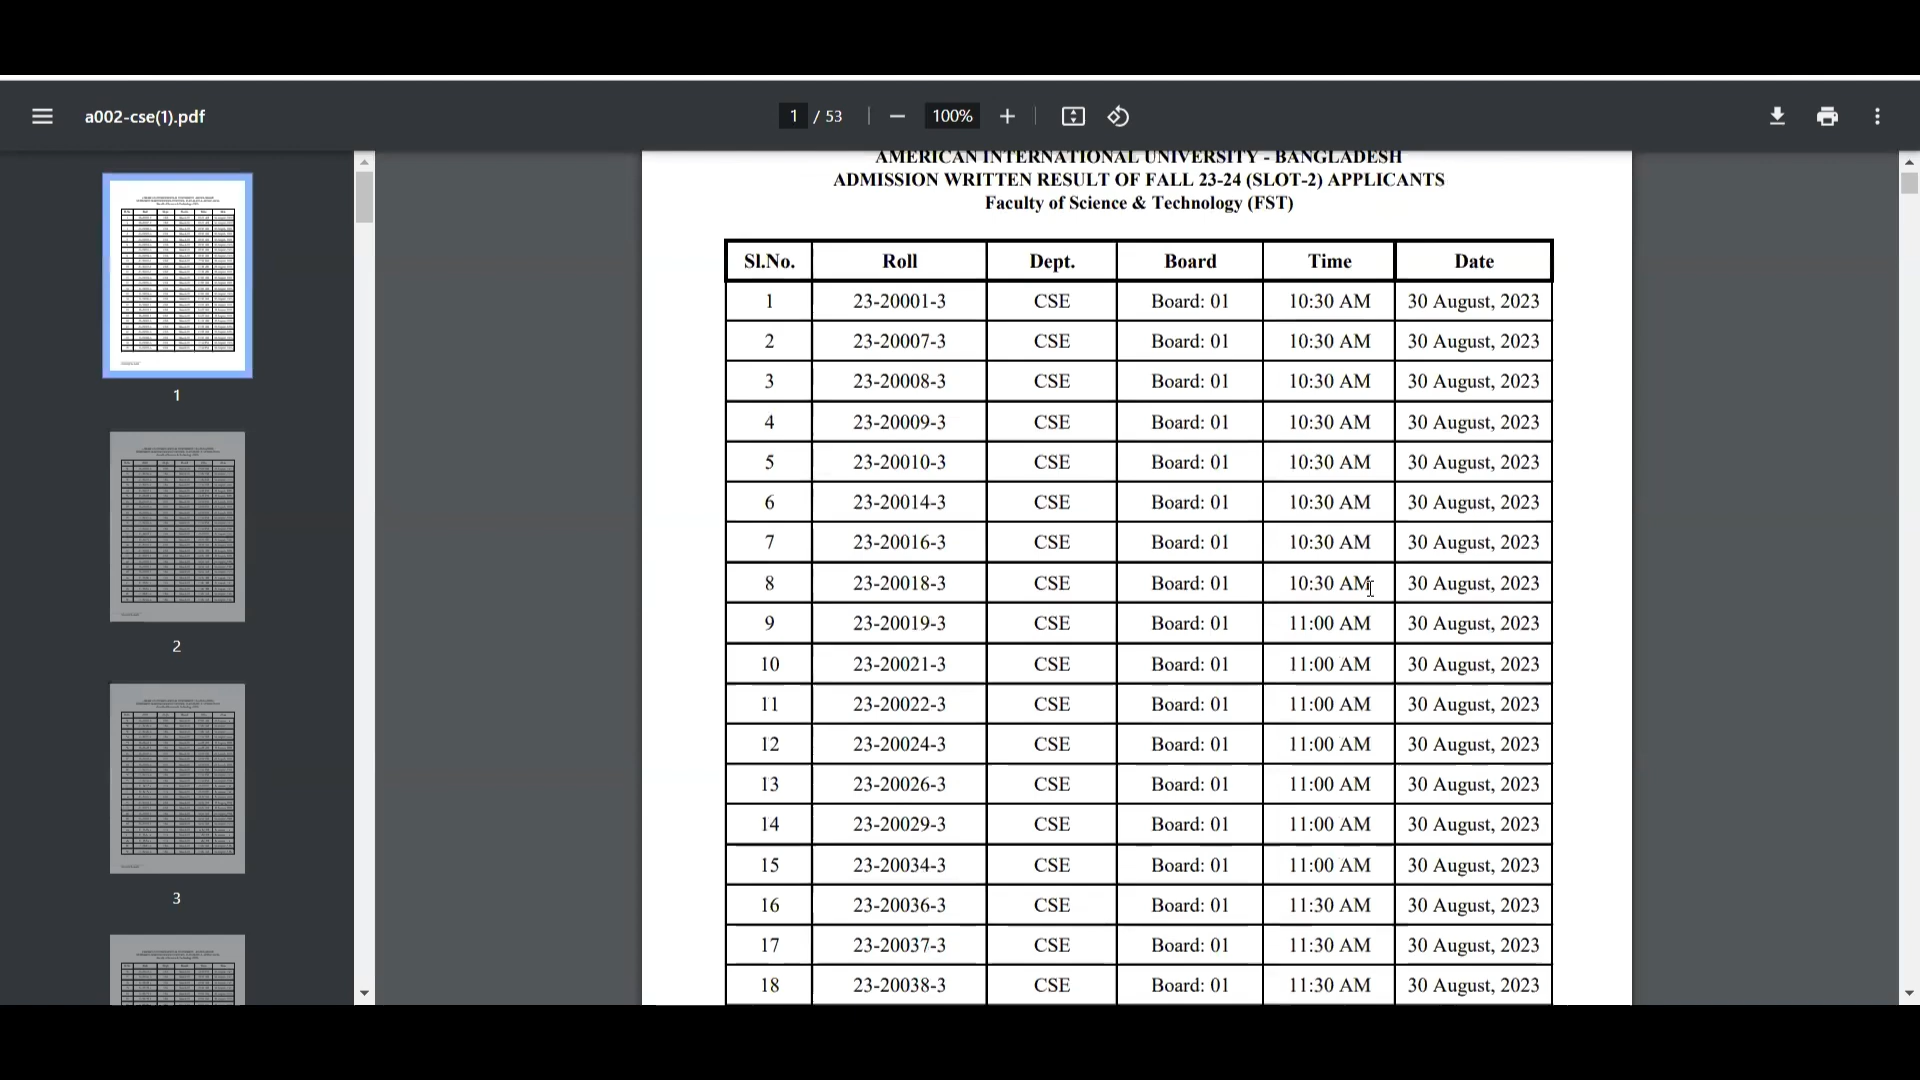 a002-cse(1).pdf
1 / 53
100%
AMERICAN INTERNATIONAL UNIVERSITY - BANGLADESH
ADMISSION WRITTEN RESULT OF FALL 23-24 (SLOT-2) APPLICANTS
Faculty of Science & Technology (FST)
Sl.No. Roll Dept. Board Time Date
1 23-20001-3 CSE Board: 01 10:30 AM 30 August, 2023
2 23-20007-3 CSE Board: 01 10:30 AM 30 August, 2023
3 23-20008-3 CSE Board: 01 10:30 AM 30 August, 2023
4 23-20009-3 CSE Board: 01 10:30 AM 30 August, 2023
5 23-20010-3 CSE Board: 01 10:30 AM 30 August, 2023
6 23-20014-3 CSE Board: 01 10:30 AM 30 August, 2023
7 23-20016-3 CSE Board: 01 10:30 AM 30 August, 2023
8 23-20018-3 CSE Board: 01 10:30 AM 30 August, 2023
9 23-20019-3 CSE Board: 01 11:00 AM 30 August, 2023
10 23-20021-3 CSE Board: 01 11:00 AM 30 August, 2023
11 23-20022-3 CSE Board: 01 11:00 AM 30 August, 2023
12 23-20024-3 CSE Board: 01 11:00 AM 30 August, 2023
13 23-20026-3 CSE Board: 01 11:00 AM 30 August, 2023
14 23-20029-3 CSE Board: 01 11:00 AM 30 August, 2023
15 23-20034-3 CSE Board: 01 11:00 AM 30 August, 2023
16 23-20036-3 CSE Board: 01 11:30 AM 30 August, 2023
17 23-20037-3 CSE Board: 01 11:30 AM 30 August, 2023
18 23-20038-3 CSE Board: 01 11:30 AM 30 August, 2023
1
2
3